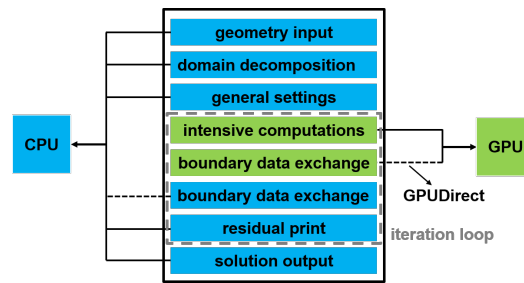 geometry input
domain decomposition
general settings
CPU
intensive computations
GPU
boundary data exchange
GPUDirect
boundary data exchange
residual print
iteration loop
solution output